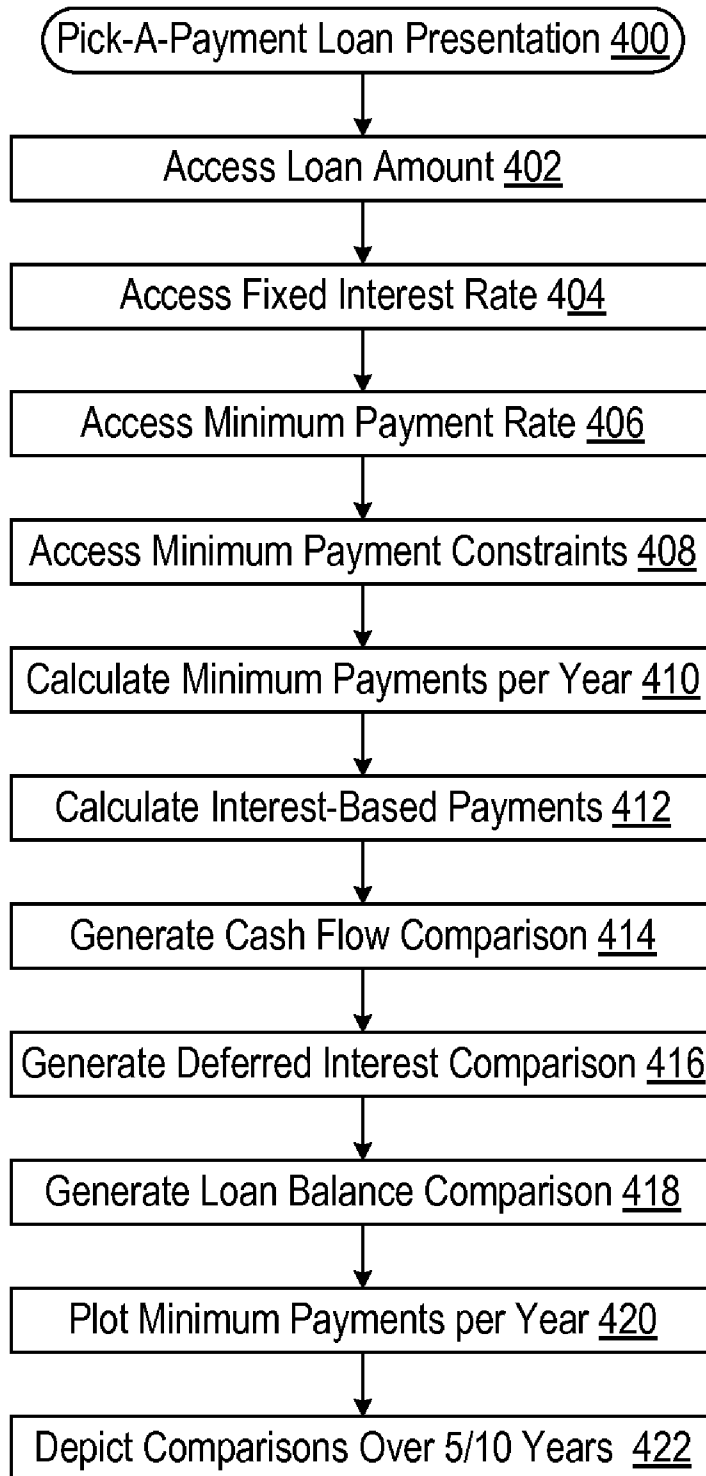 Pick-A-Payment Loan Presentation 400
Access Loan Amount 402
Access Fixed Interest Rate 404
Access Minimum Payment Rate 406
Access Minimum Payment Constraints 408
Calculate Minimum Payments per Year 410
Calculate Interest-Based Payments 412
Generate Cash Flow Comparison 414
Generate Deferred Interest Comparison 416
Generate Loan Balance Comparison 418
Plot Minimum Payments per Year 420
Depict Comparisons Over 5/10 Years 422